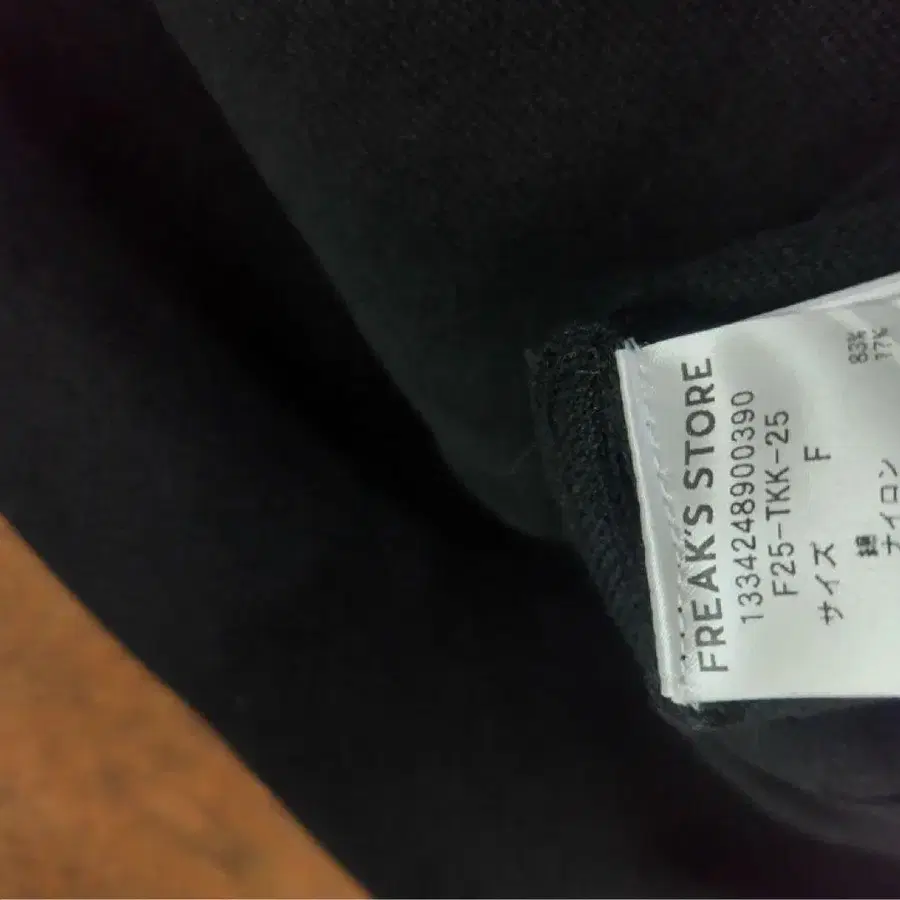 FREAK'S STORE
1334248900390
F25-TKK-25
サイズ F
綿 83%
ナイロン 17%